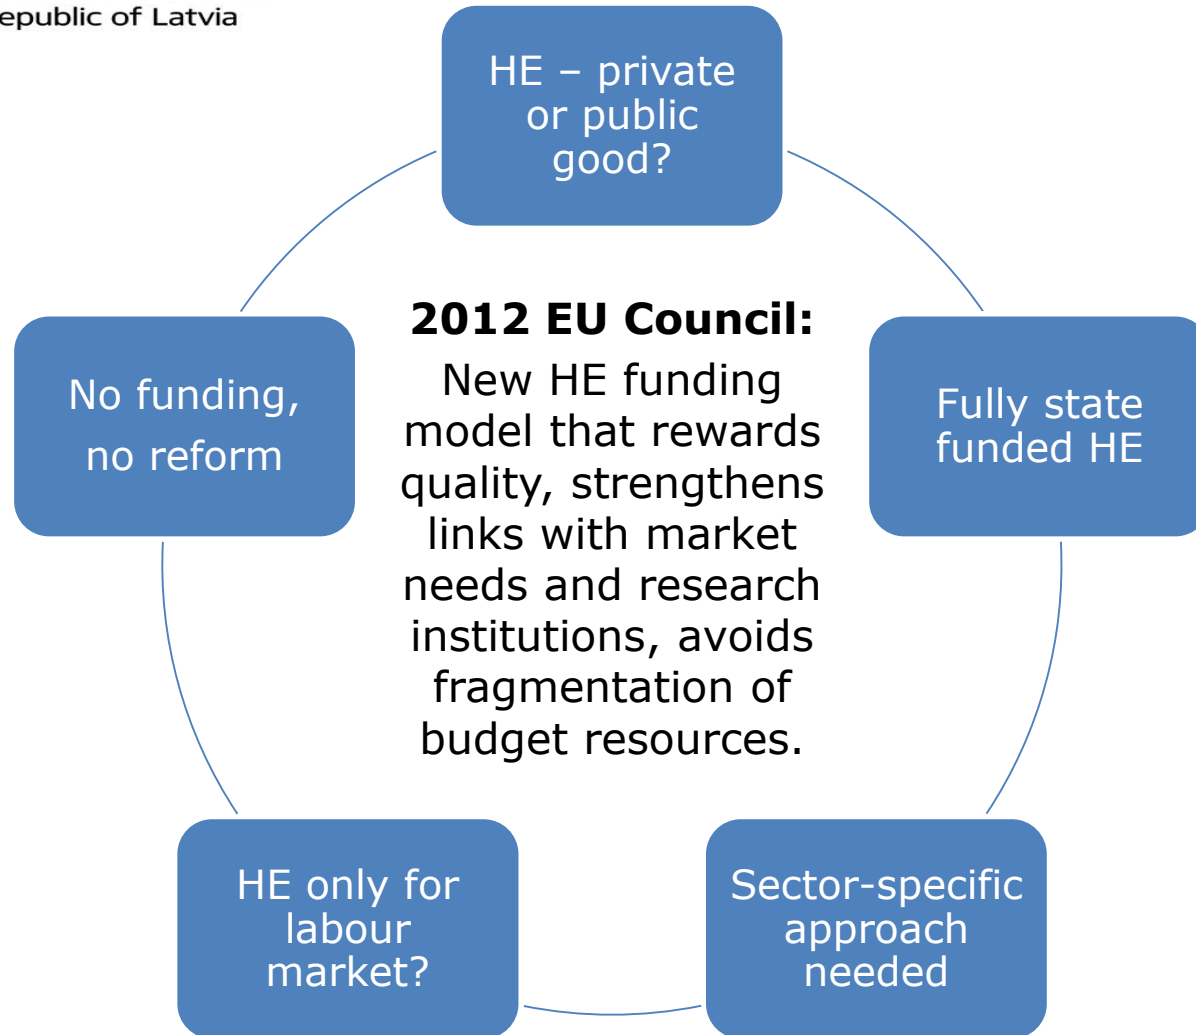 epublic of Latvia
HE – private
or public
good?
2012 EU Council:
New HE funding
model that rewards
quality, strengthens
links with market
needs and research
institutions, avoids
fragmentation of
budget resources.
No funding,
no reform
Fully state
funded HE
HE only for
labour
market?
Sector-specific
approach
needed